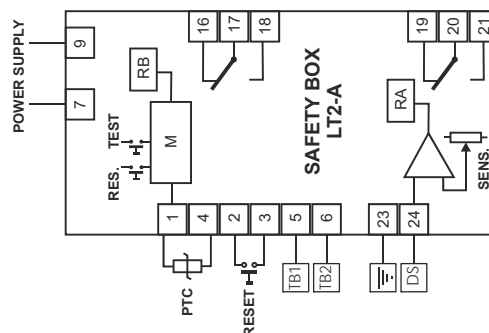 POWER SUPPLY
9
7
16
17
18
19
20
21
RB
RA
TEST
RES.
M
SAFETY BOX
LT2-A
SENS.
1
4
2
3
5
6
23
24
PTC
RESET
TB1
TB2
DS